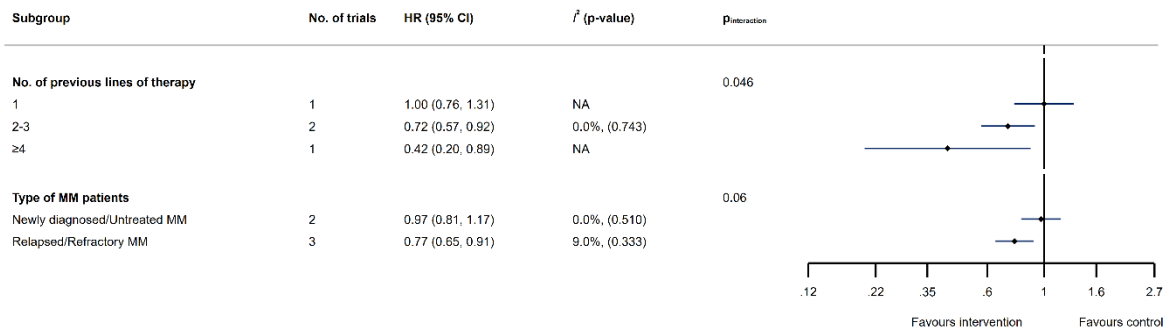 Subgroup No. of trials HR (95% CI) I² (p-value) pinteraction
No. of previous lines of therapy 0.046
1 1 1.00 (0.76, 1.31) NA
2-3 2 0.72 (0.57, 0.92) 0.0%, (0.743)
≥4 1 0.42 (0.20, 0.89) NA
Type of MM patients 0.06
Newly diagnosed/Untreated MM 2 0.97 (0.81, 1.17) 0.0%, (0.510)
Relapsed/Refractory MM 3 0.77 (0.65, 0.91) 9.0%, (0.333)
.12 .22 .35 .6 1 1.6 2.7
Favours intervention Favours control